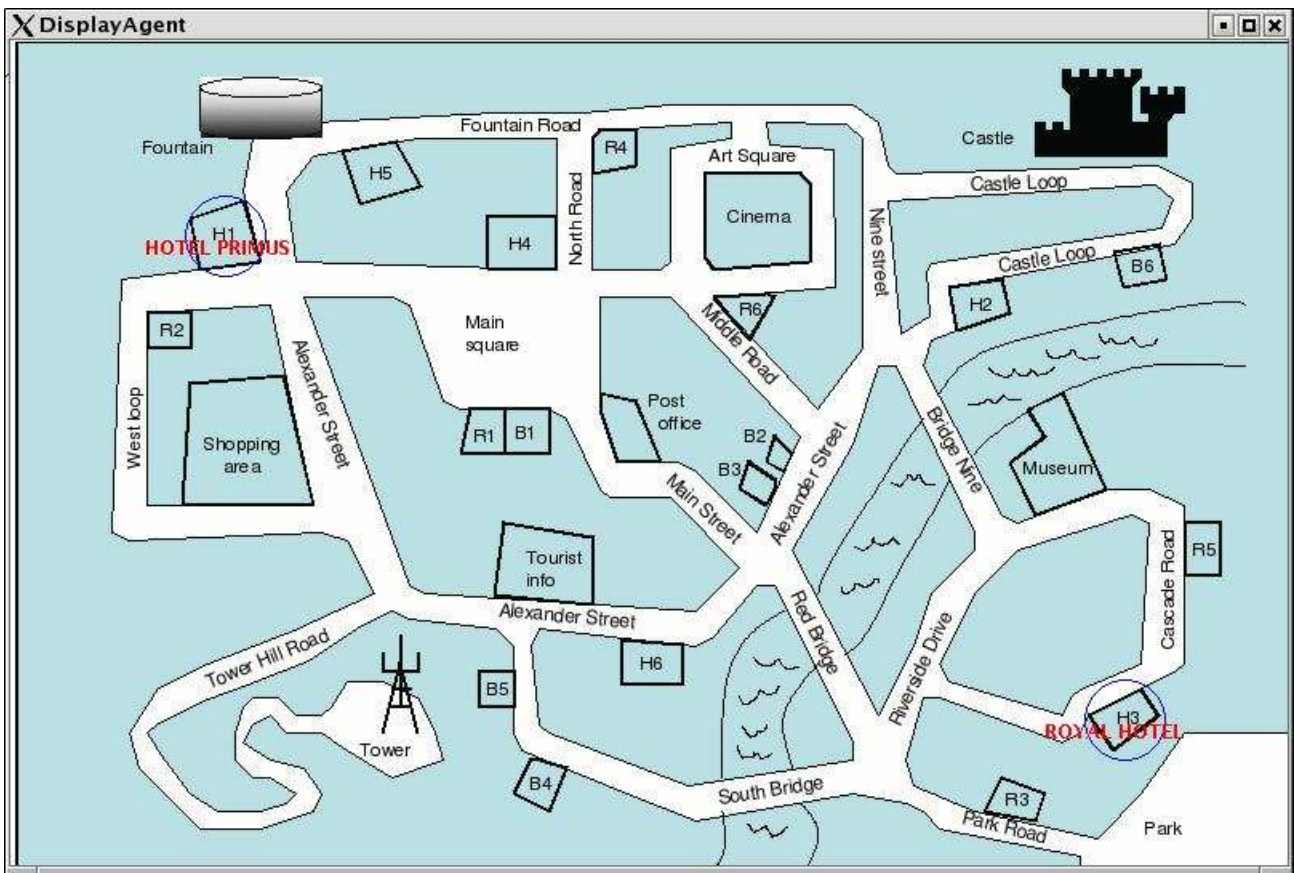 DisplayAgent
Fountain Road
Castle
Fountain
R4
Art Square
H5
Castle Loop
Cinema
H1
HOTEL PRIMUS
H4
North Road
Nine street
Castle Loop
B6
H2
R2
Main
square
R6
Middle Road
Alexander Street
West loop
Shopping
area
R1
B1
Post
office
B2
B3
Alexander Street
Bridge Nine
Museum
Main Street
Tourist
info
R5
Cascade Road
Alexander Street
Red Bridge
Tower Hill Road
H6
Riverside Drive
B5
H3
ROYAL HOTEL
Tower
B4
South Bridge
R3
Park Road
Park